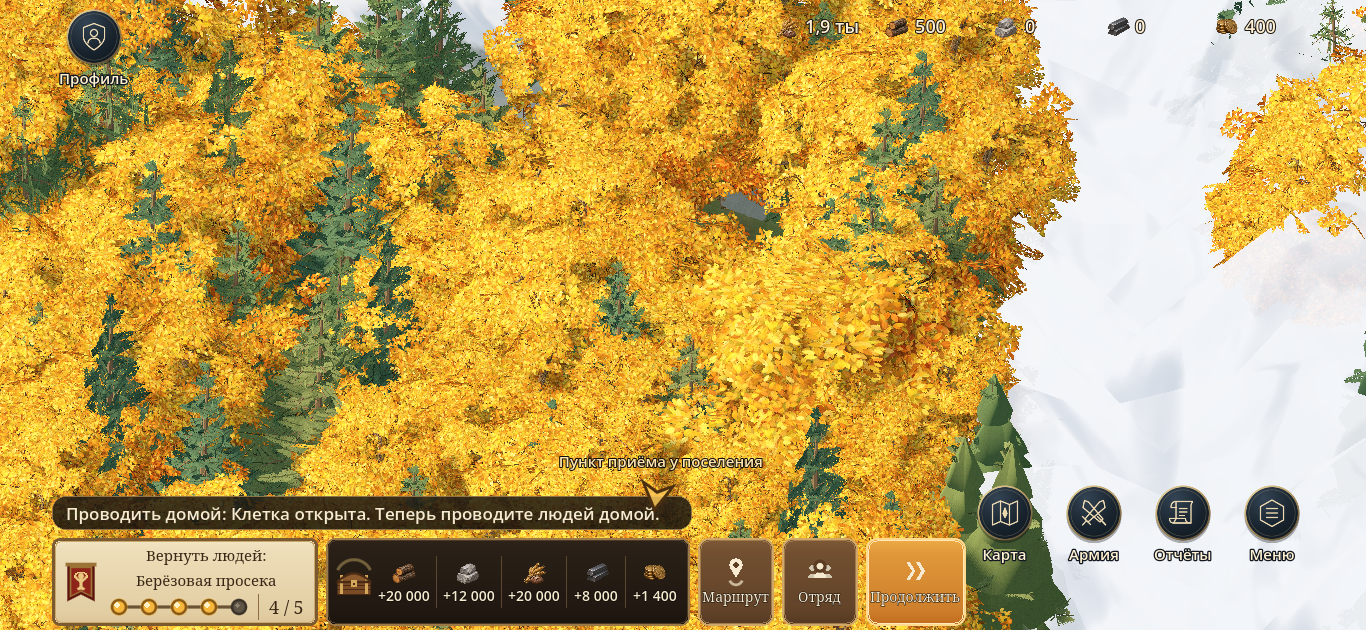 Профиль
1,9 ты
500
0
0
400
Пункт приёма у поселения
Проводить домой: Клетка открыта. Теперь проводите людей домой.
Вернуть людей:
Берёзовая просека
4 / 5
+20 000
+12 000
+20 000
+8 000
+1 400
Маршрут
Отряд
Продолжить
Карта
Армия
Отчёты
Меню